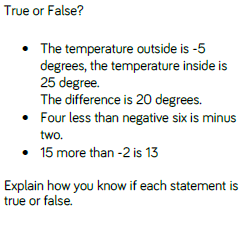 True or False?
• The temperature outside is -5
degrees, the temperature inside is
25 degree.
The difference is 20 degrees.
• Four less than negative six is minus
two.
• 15 more than -2 is 13
Explain how you know if each statement is
true or false.